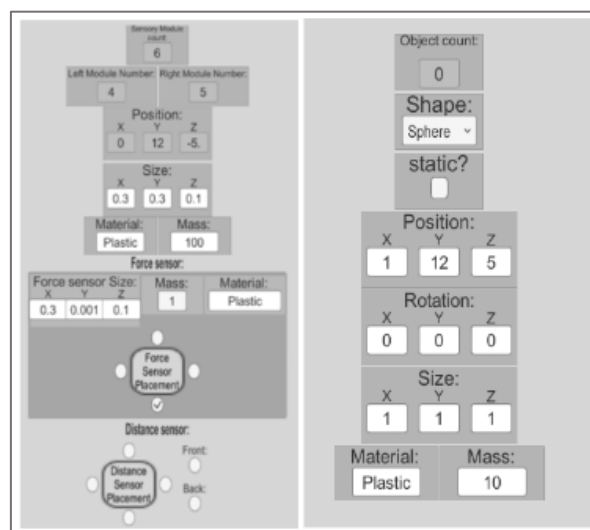 Sensory Module
count
6
Left Module Number: Right Module Number:
4 5
Position:
X Y Z
0 12 -5.
Size:
X Y Z
0.3 0.3 0.1
Material: Mass:
Plastic 100
Force sensor:
Force sensor Size: Mass: Material:
X Y Z
0.3 0.001 0.1 1 Plastic
Force
Sensor
Placement
Distance sensor:
Front:
Distance
Sensor
Placement
Back:
Object count:
0
Shape:
Sphere
static?
Position:
X Y Z
1 12 5
Rotation:
X Y Z
0 0 0
Size:
X Y Z
1 1 1
Material: Mass:
Plastic 10